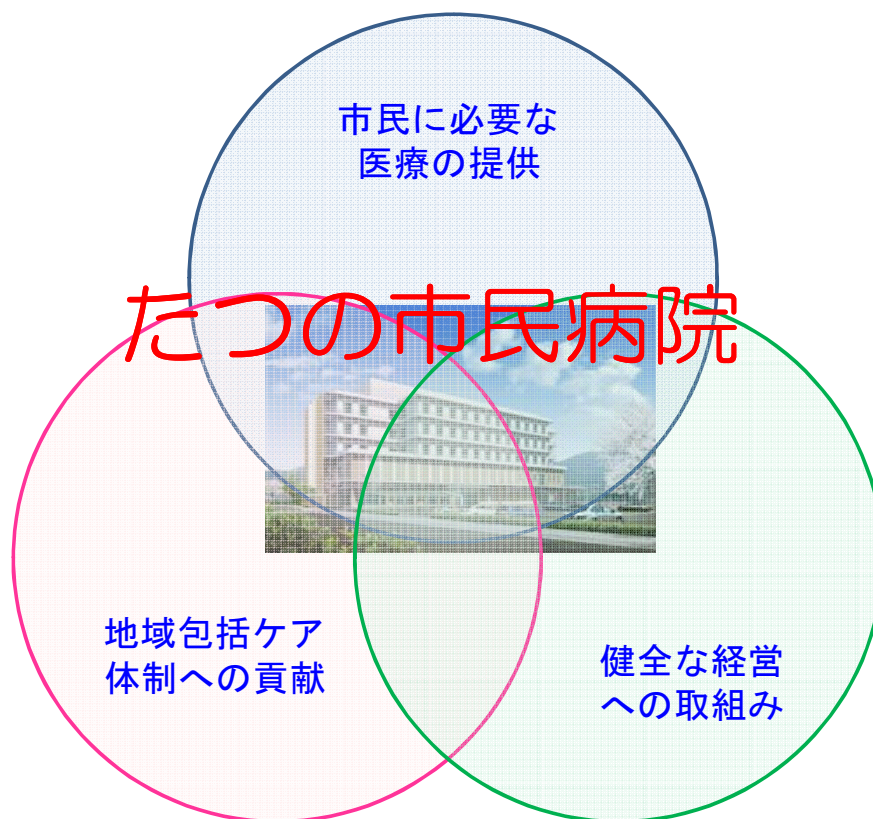 市民に必要な
医療の提供
たつの市民病院
地域包括ケア
体制への貢献
健全な経営
への取組み